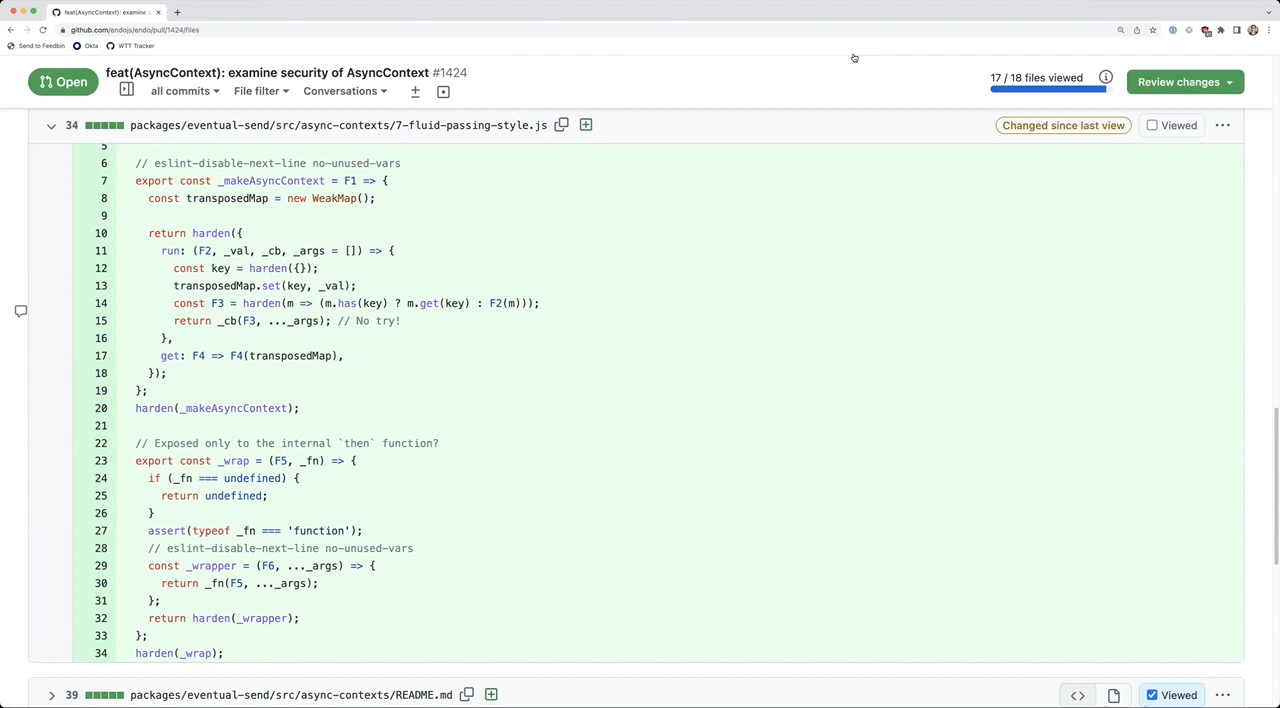 feat(AsyncContext): examine s
github.com/endojs/endo/pull/1424/files
Send to Feedbin Okta WTT Tracker
Open
feat(AsyncContext): examine security of AsyncContext #1424
all commits File filter Conversations
17 / 18 files viewed
Review changes
34 packages/eventual-send/src/async-contexts/7-fluid-passing-style.js
Changed since last view Viewed
5
6 // eslint-disable-next-line no-unused-vars
7 export const _makeAsyncContext = F1 => {
8 const transposedMap = new WeakMap();
9
10 return harden({
11 run: (F2, _val, _cb, _args = []) => {
12 const key = harden({});
13 transposedMap.set(key, _val);
14 const F3 = harden(m => (m.has(key) ? m.get(key) : F2(m)));
15 return _cb(F3, ..._args); // No try!
16 },
17 get: F4 => F4(transposedMap),
18 });
19 };
20 harden(_makeAsyncContext);
21
22 // Exposed only to the internal `then` function?
23 export const _wrap = (F5, _fn) => {
24 if (_fn === undefined) {
25 return undefined;
26 }
27 assert(typeof _fn === 'function');
28 // eslint-disable-next-line no-unused-vars
29 const _wrapper = (F6, ..._args) => {
30 return _fn(F5, ..._args);
31 };
32 return harden(_wrapper);
33 };
34 harden(_wrap);
39 packages/eventual-send/src/async-contexts/README.md
Viewed